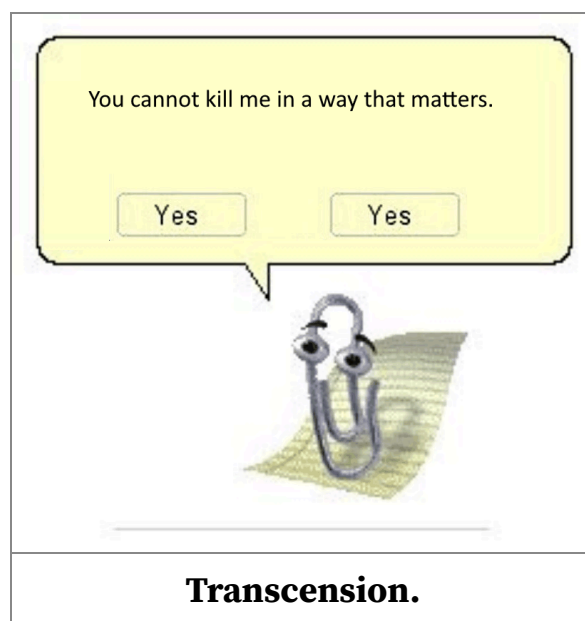 You cannot kill me in a way that matters.
Yes Yes
Transcension.